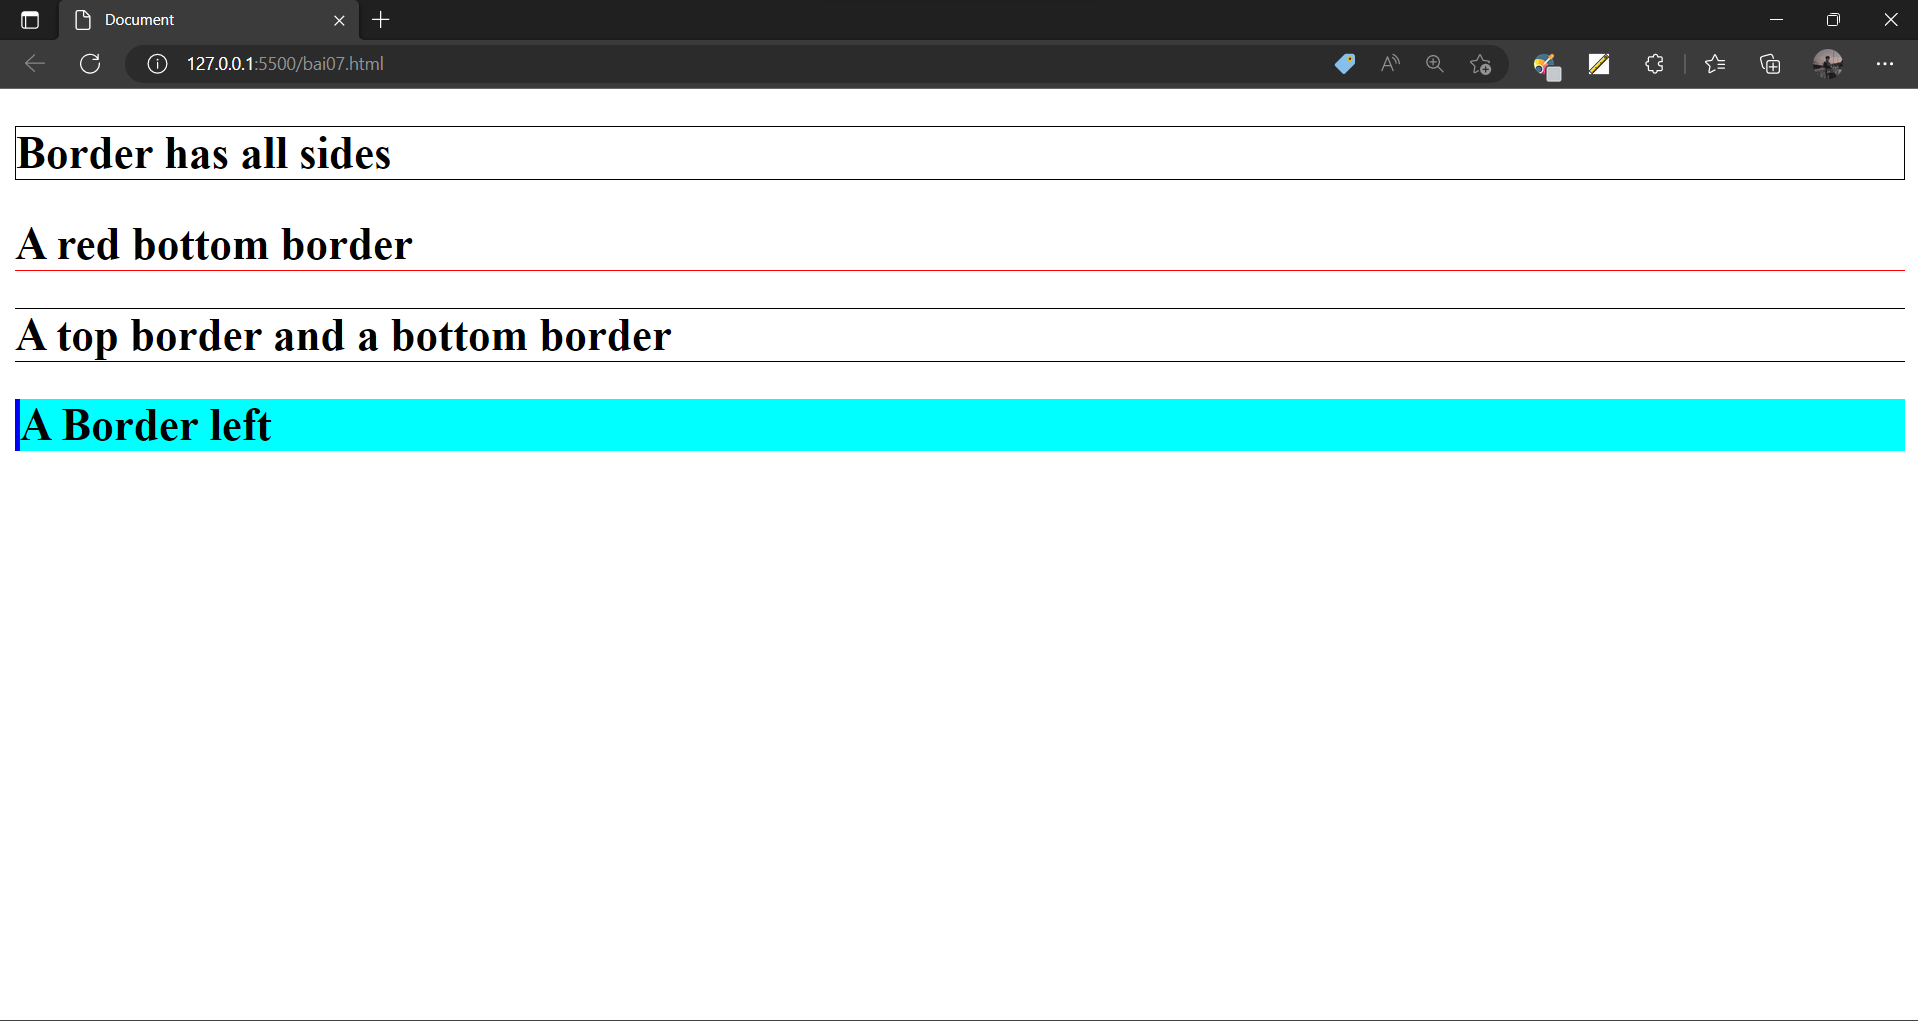 Document
127.0.0.1:5500/bai07.html
Border has all sides
A red bottom border
A top border and a bottom border
A Border left